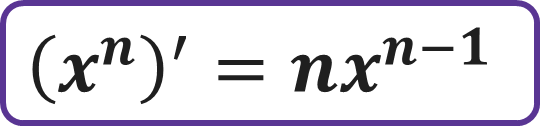 (xⁿ)′ = nxⁿ⁻¹